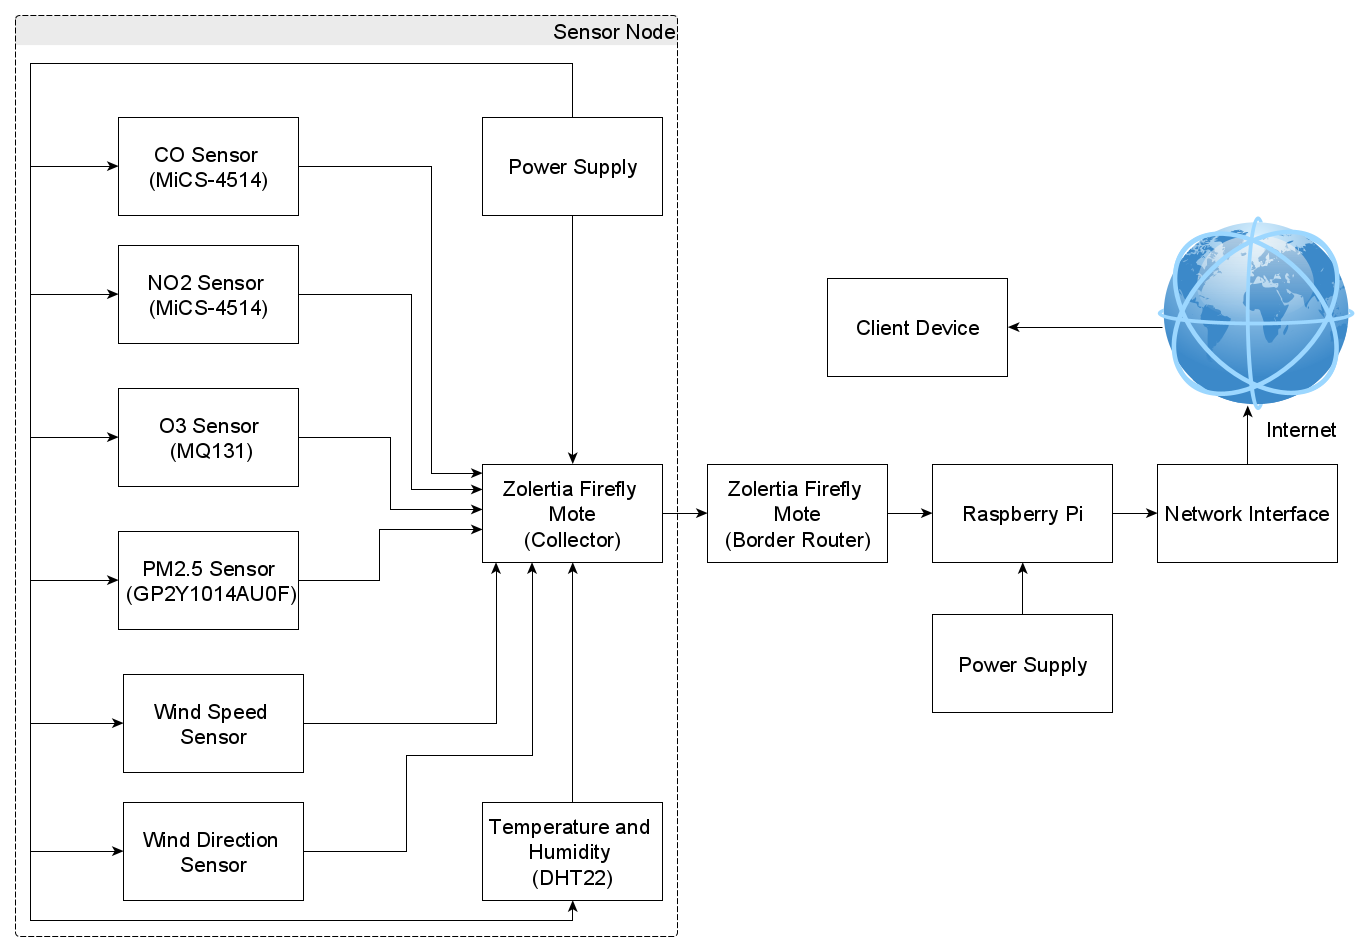 Sensor Node
CO Sensor
(MiCS-4514)
Power Supply
NO2 Sensor
(MiCS-4514)
O3 Sensor
(MQ131)
PM2.5 Sensor
(GP2Y1014AU0F)
Wind Speed
Sensor
Wind Direction
Sensor
Temperature and
Humidity
(DHT22)
Zolertia Firefly
Mote
(Collector)
Zolertia Firefly
Mote
(Border Router)
Raspberry Pi
Power Supply
Network Interface
Internet
Client Device